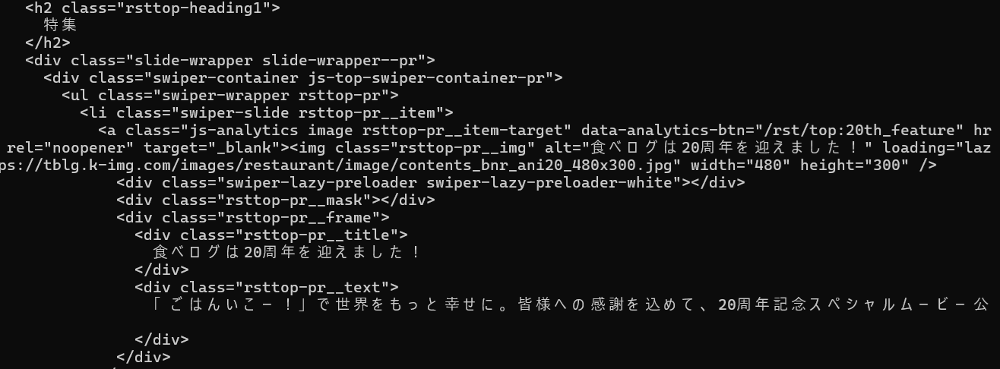 <h2 class="rsttop-heading1">
特集
</h2>
<div class="slide-wrapper slide-wrapper--pr">
<div class="swiper-container js-top-swiper-container-pr">
<ul class="swiper-wrapper rsttop-pr">
<li class="swiper-slide rsttop-pr__item">
<a class="js-analytics image rsttop-pr__item-target" data-analytics-btn="/rst/top:20th_feature" hr
rel="noopener" target="_blank"><img class="rsttop-pr__img" alt="食べログは20周年を迎えました！" loading="laz
ps://tblg.k-img.com/images/restaurant/image/contents_bnr_ani20_480x300.jpg" width="480" height="300" />
<div class="swiper-lazy-preloader swiper-lazy-preloader-white"></div>
<div class="rsttop-pr__mask"></div>
<div class="rsttop-pr__frame">
<div class="rsttop-pr__title">
食べログは20周年を迎えました！
</div>
<div class="rsttop-pr__text">
「ごはんいこー！」で世界をもっと幸せに。皆様への感謝を込めて、20周年記念スペシャルムービー公
</div>
</div>